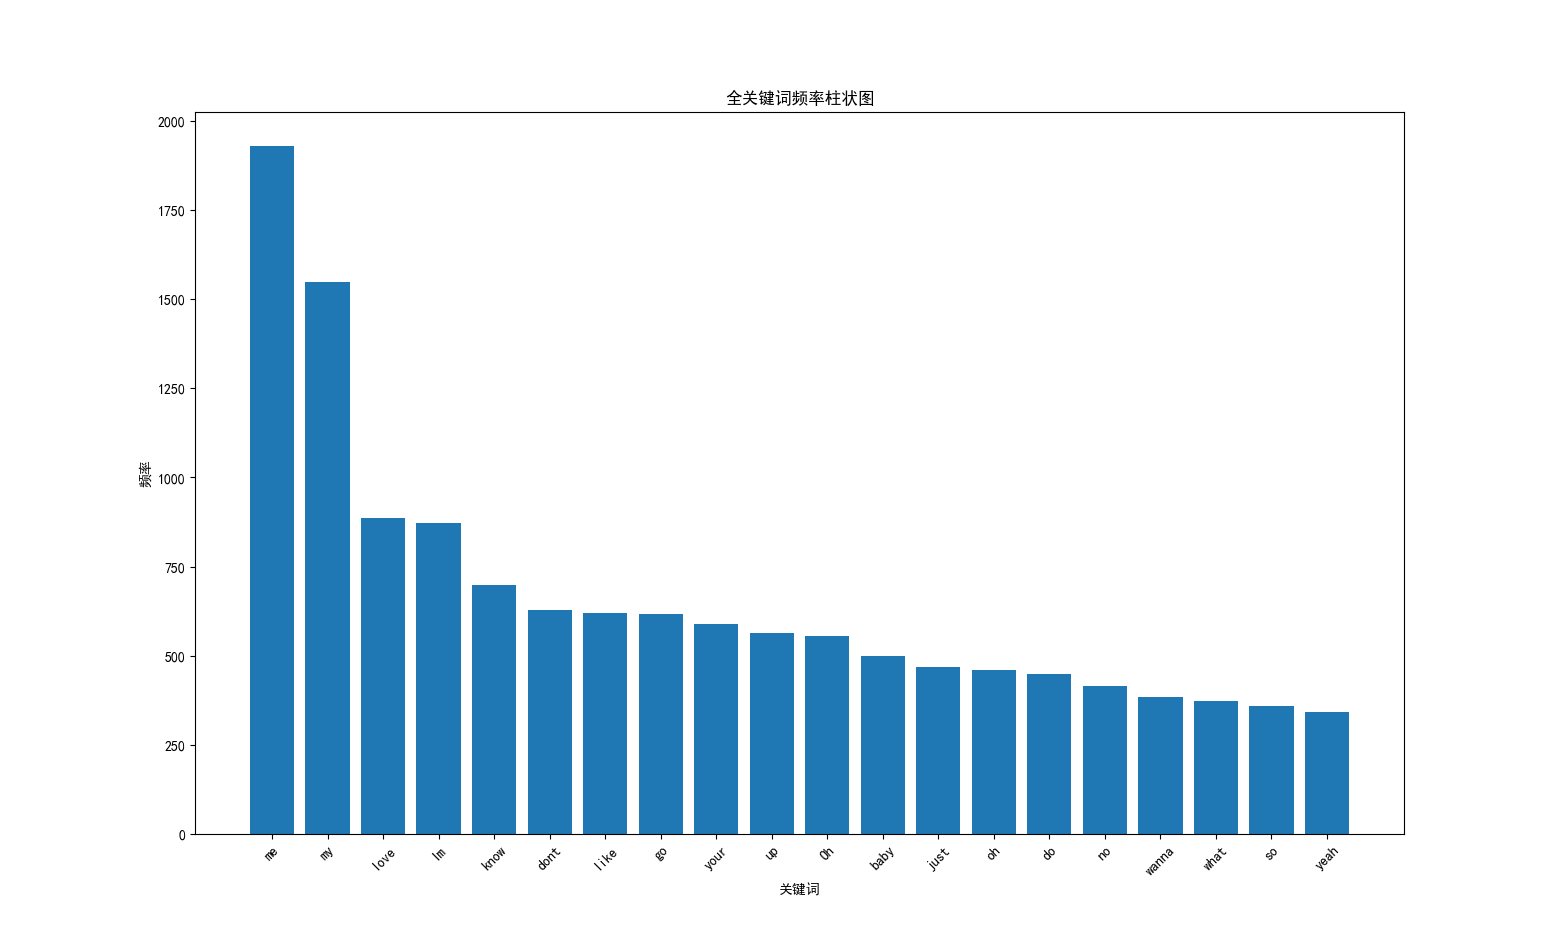 全关键词频率柱状图
2000
1750
1500
1250
1000
750
500
250
0
频率
me my love Im know dont like go your up Oh baby just oh do no wanna what so yeah
关键词